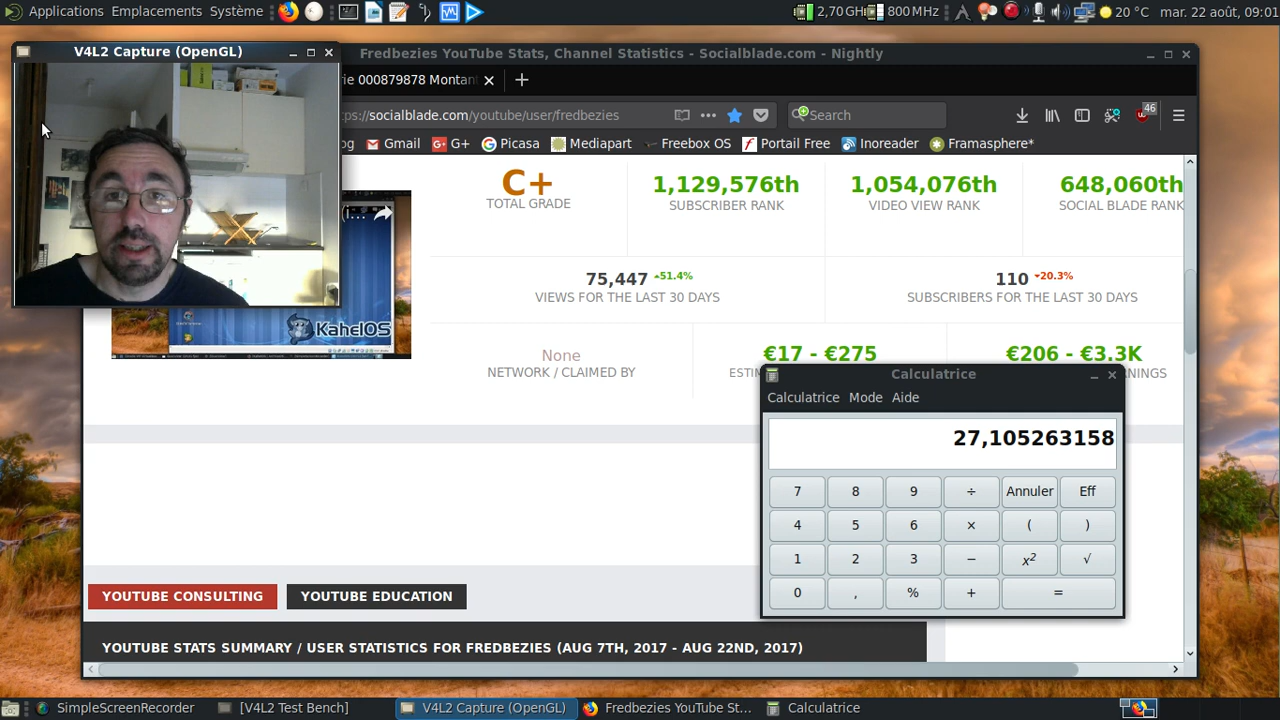 Applications Emplacements Système 2,70 GHz 800 MHz 20 °C mar. 22 août, 09:01
V4L2 Capture (OpenGL)
Fredbezies YouTube Stats, Channel Statistics - Socialblade.com - Nightly
rie 000879878 Montant
socialblade.com/youtube/user/fredbezies
Search
46
Gmail G+ Picasa Mediapart Freebox OS Portail Free Inoreader Framasphere*
C+
TOTAL GRADE
1,129,576th
SUBSCRIBER RANK
1,054,076th
VIDEO VIEW RANK
648,060th
SOCIAL BLADE RANK
75,447 51.4%
VIEWS FOR THE LAST 30 DAYS
110 20.3%
SUBSCRIBERS FOR THE LAST 30 DAYS
KahelOS
None
NETWORK / CLAIMED BY
€17 - €275
ESTIM
€206 - €3.3K
NINGS
Calculatrice
Calculatrice Mode Aide
27,105263158
7 8 9 ÷ Annuler Eff
4 5 6 × ( )
1 2 3 − x² √
0 , % + =
YOUTUBE CONSULTING YOUTUBE EDUCATION
YOUTUBE STATS SUMMARY / USER STATISTICS FOR FREDBEZIES (AUG 7TH, 2017 - AUG 22ND, 2017)
SimpleScreenRecorder [V4L2 Test Bench] V4L2 Capture (OpenGL) Fredbezies YouTube St... Calculatrice